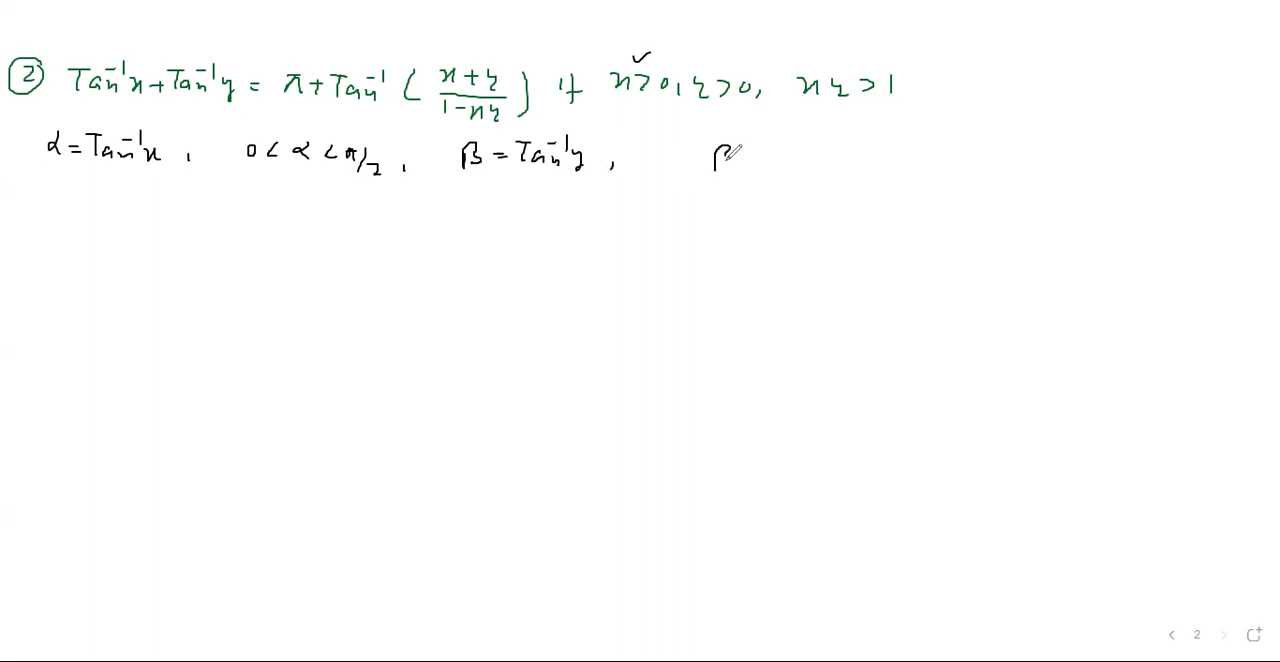 ② Tan⁻¹x + Tan⁻¹y = π + Tan⁻¹ ( (x+y)/(1-xy) ) if x>0, y>0, xy>1
α = Tan⁻¹x, 0 < α < π/2, β = Tan⁻¹y, β
2